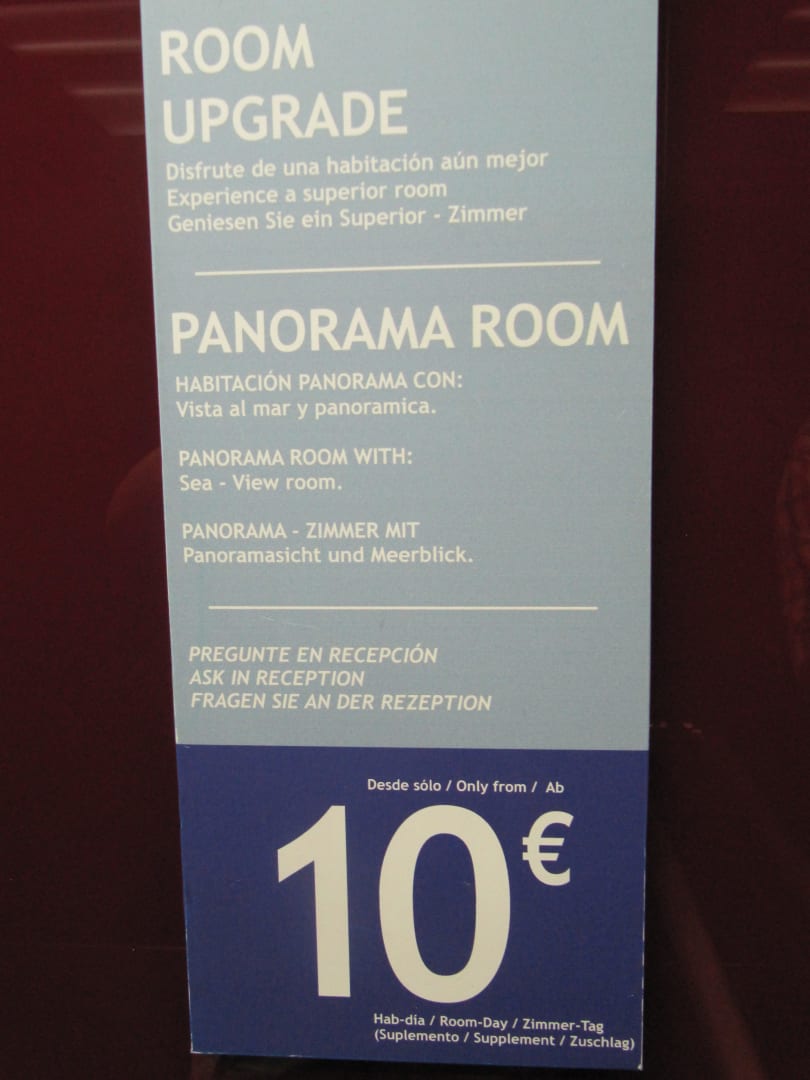 ROOM
UPGRADE
Disfrute de una habitación aún mejor
Experience a superior room
Geniesen Sie ein Superior - Zimmer
PANORAMA ROOM
HABITACIÓN PANORAMA CON:
Vista al mar y panoramica.
PANORAMA ROOM WITH:
Sea - View room.
PANORAMA - ZIMMER MIT
Panoramasicht und Meerblick.
PREGUNTE EN RECEPCIÓN
ASK IN RECEPTION
FRAGEN SIE AN DER REZEPTION
Desde sólo / Only from / Ab
10€
Hab-día / Room-Day / Zimmer-Tag
(Suplemento / Supplement / Zuschlag)